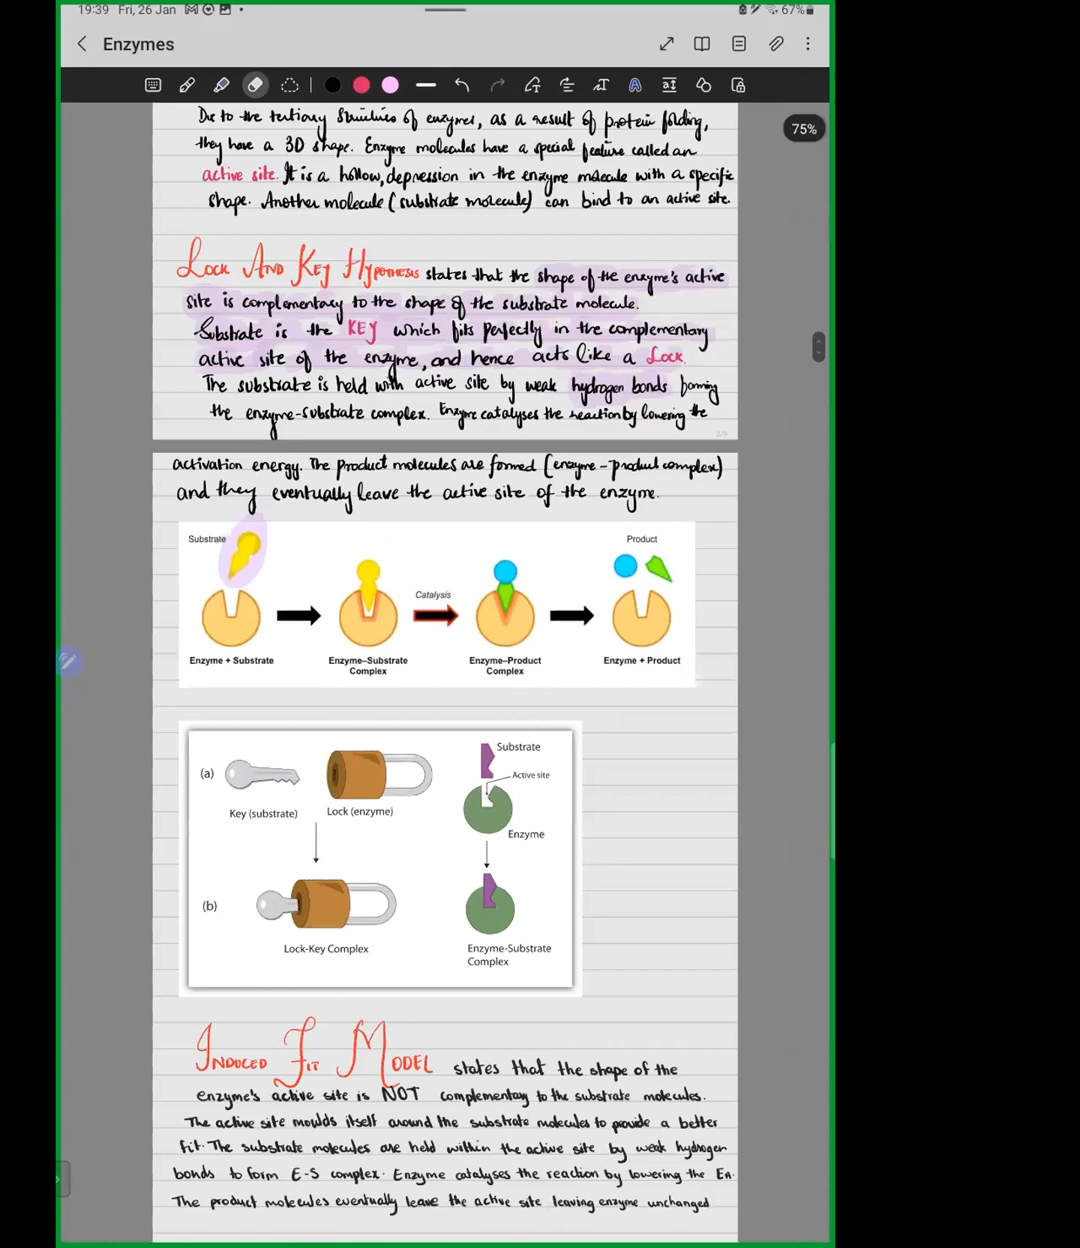 19:39 Fri, 26 Jan
67%
Enzymes
75%
Due to the tertiary structures of enzymes, as a result of protein folding,
they have a 3D shape. Enzyme molecules have a special feature called an
active site. It is a hollow, depression in the enzyme molecule with a specific
shape. Another molecule (substrate molecule) can bind to an active site.
LOCK AND KEY HYPOTHESIS states that the shape of the enzyme's active
site is complementary to the shape of the substrate molecule.
Substrate is the KEY which fits perfectly in the complementary
active site of the enzyme, and hence acts like a Lock.
The substrate is held with active site by weak hydrogen bonds forming
the enzyme-substrate complex. Enzyme catalyses the reaction by lowering the
activation energy. The product molecules are formed (enzyme-product complex)
and they eventually leave the active site of the enzyme.
Substrate
Product
Catalysis
Enzyme + Substrate
Enzyme–Substrate
Complex
Enzyme–Product
Complex
Enzyme + Product
(a)
Key (substrate)
Lock (enzyme)
Substrate
Active site
Enzyme
(b)
Lock-Key Complex
Enzyme-Substrate
Complex
INDUCED FIT MODEL states that the shape of the
enzyme's active site is NOT complementary to the substrate molecules.
The active site moulds itself around the substrate molecules to provide a better
fit. The substrate molecules are held within the active site by weak hydrogen
bonds to form E-S complex. Enzyme catalyses the reaction by lowering the EA.
The product molecules eventually leave the active site leaving enzyme unchanged